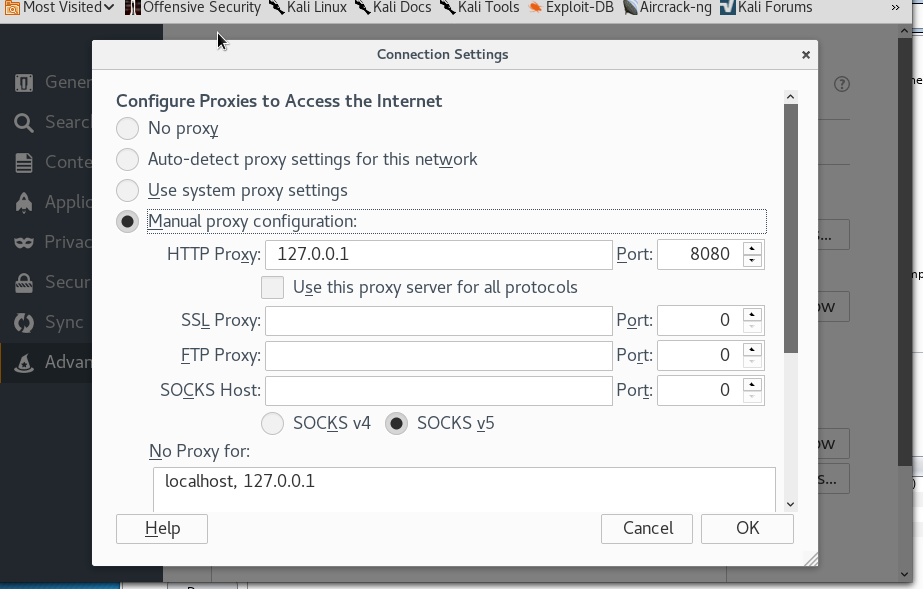 Most Visited Offensive Security Kali Linux Kali Docs Kali Tools Exploit-DB Aircrack-ng Kali Forums »
Connection Settings ×
Configure Proxies to Access the Internet
No proxy
Auto-detect proxy settings for this network
Use system proxy settings
Manual proxy configuration:
HTTP Proxy: 127.0.0.1 Port: 8080
Use this proxy server for all protocols
SSL Proxy: Port: 0
FTP Proxy: Port: 0
SOCKS Host: Port: 0
SOCKS v4 SOCKS v5
No Proxy for:
localhost, 127.0.0.1
Help Cancel OK
Gener
Search
Conte
Applic
Privac
Secur
Sync
Advan
?
s...
ow
ow
s...